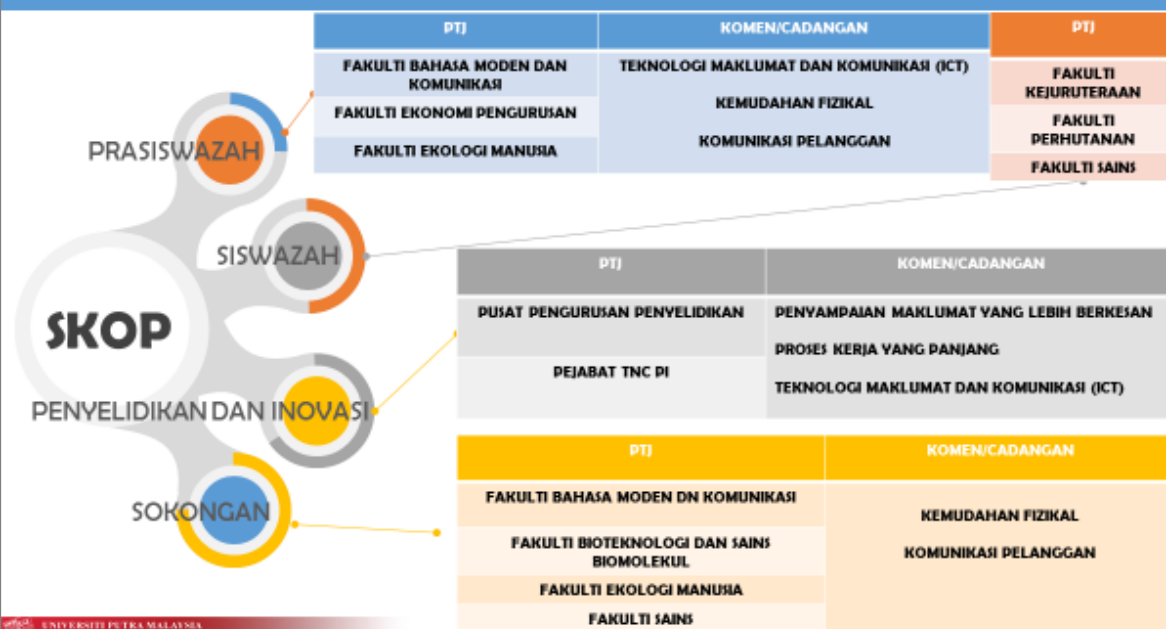 PTJ
KOMEN/CADANGAN
FAKULTI BAHASA MODEN DAN
KOMUNIKASI
FAKULTI EKONOMI PENGURUSAN
FAKULTI EKOLOGI MANUSIA
TEKNOLOGI MAKLUMAT DAN KOMUNIKASI (ICT)
KEMUDAHAN FIZIKAL
KOMUNIKASI PELANGGAN
PTJ
FAKULTI
KEJURUTERAAN
FAKULTI
PERHUTANAN
FAKULTI SAINS
PRASISWAZAH
SISWAZAH
SKOP
PENYELIDIKAN DAN INOVASI
SOKONGAN
PTJ
KOMEN/CADANGAN
PUSAT PENGURUSAN PENYELIDIKAN
PEJABAT TNC PI
PENYAMPAIAN MAKLUMAT YANG LEBIH BERKESAN
PROSES KERJA YANG PANJANG
TEKNOLOGI MAKLUMAT DAN KOMUNIKASI (ICT)
PTJ
KOMEN/CADANGAN
FAKULTI BAHASA MODEN DN KOMUNIKASI
FAKULTI BIOTEKNOLOGI DAN SAINS
BIOMOLEKUL
FAKULTI EKOLOGI MANUSIA
FAKULTI SAINS
KEMUDAHAN FIZIKAL
KOMUNIKASI PELANGGAN
UNIVERSITI PUTRA MALAYSIA